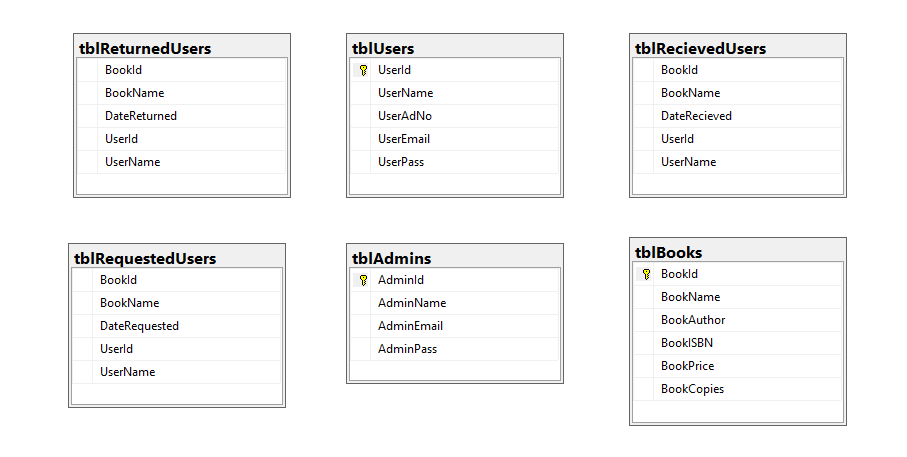 tblReturnedUsers
BookId
BookName
DateReturned
UserId
UserName
tblUsers
UserId
UserName
UserAdNo
UserEmail
UserPass
tblRecievedUsers
BookId
BookName
DateRecieved
UserId
UserName
tblRequestedUsers
BookId
BookName
DateRequested
UserId
UserName
tblAdmins
AdminId
AdminName
AdminEmail
AdminPass
tblBooks
BookId
BookName
BookAuthor
BookISBN
BookPrice
BookCopies